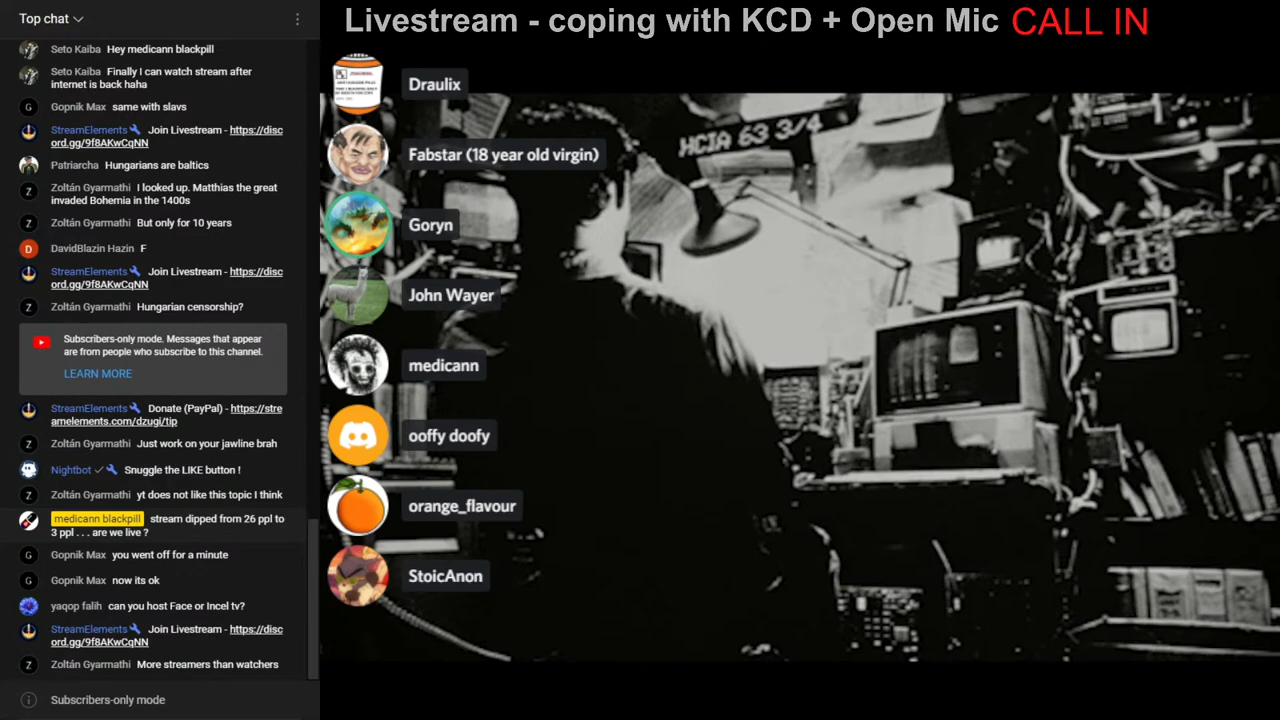 Top chat
Seto Kaiba Hey medicann blackpill
Seto Kaiba Finally I can watch stream after
internet is back haha
G Gopnik Max same with slavs
StreamElements Join Livestream - https://disc
ord.gg/9f8AKwCqNN
Patriarcha Hungarians are baltics
Z Zoltán Gyarmathi I looked up. Matthias the great
invaded Bohemia in the 1400s
Z Zoltán Gyarmathi But only for 10 years
D DavidBlazin Hazin F
StreamElements Join Livestream - https://disc
ord.gg/9f8AKwCqNN
Z Zoltán Gyarmathi Hungarian censorship?
Subscribers-only mode. Messages that appear
are from people who subscribe to this channel.
LEARN MORE
StreamElements Donate (PayPal) - https://stre
amelements.com/dzugi/tip
Z Zoltán Gyarmathi Just work on your jawline brah
Nightbot Snuggle the LIKE button !
Z Zoltán Gyarmathi yt does not like this topic I think
medicann blackpill stream dipped from 26 ppl to
3 ppl . . . are we live ?
G Gopnik Max you went off for a minute
G Gopnik Max now its ok
yaqop falih can you host Face or Incel tv?
StreamElements Join Livestream - https://disc
ord.gg/9f8AKwCqNN
Z Zoltán Gyarmathi More streamers than watchers
Subscribers-only mode
Livestream - coping with KCD + Open Mic CALL IN
Draulix
Fabstar (18 year old virgin)
Goryn
John Wayer
medicann
ooffy doofy
orange_flavour
StoicAnon
HCIA 63 3/4